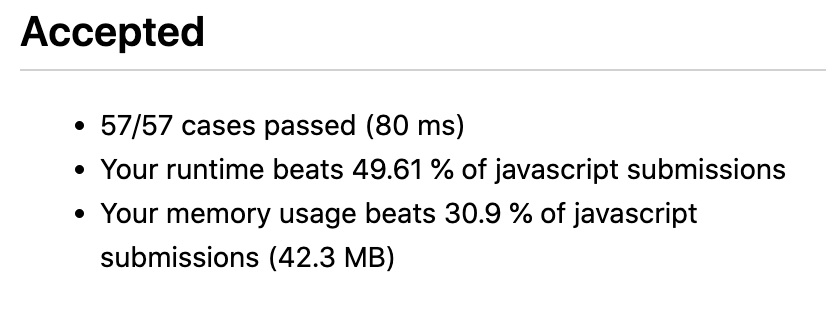 Accepted
• 57/57 cases passed (80 ms)
• Your runtime beats 49.61 % of javascript submissions
• Your memory usage beats 30.9 % of javascript
submissions (42.3 MB)